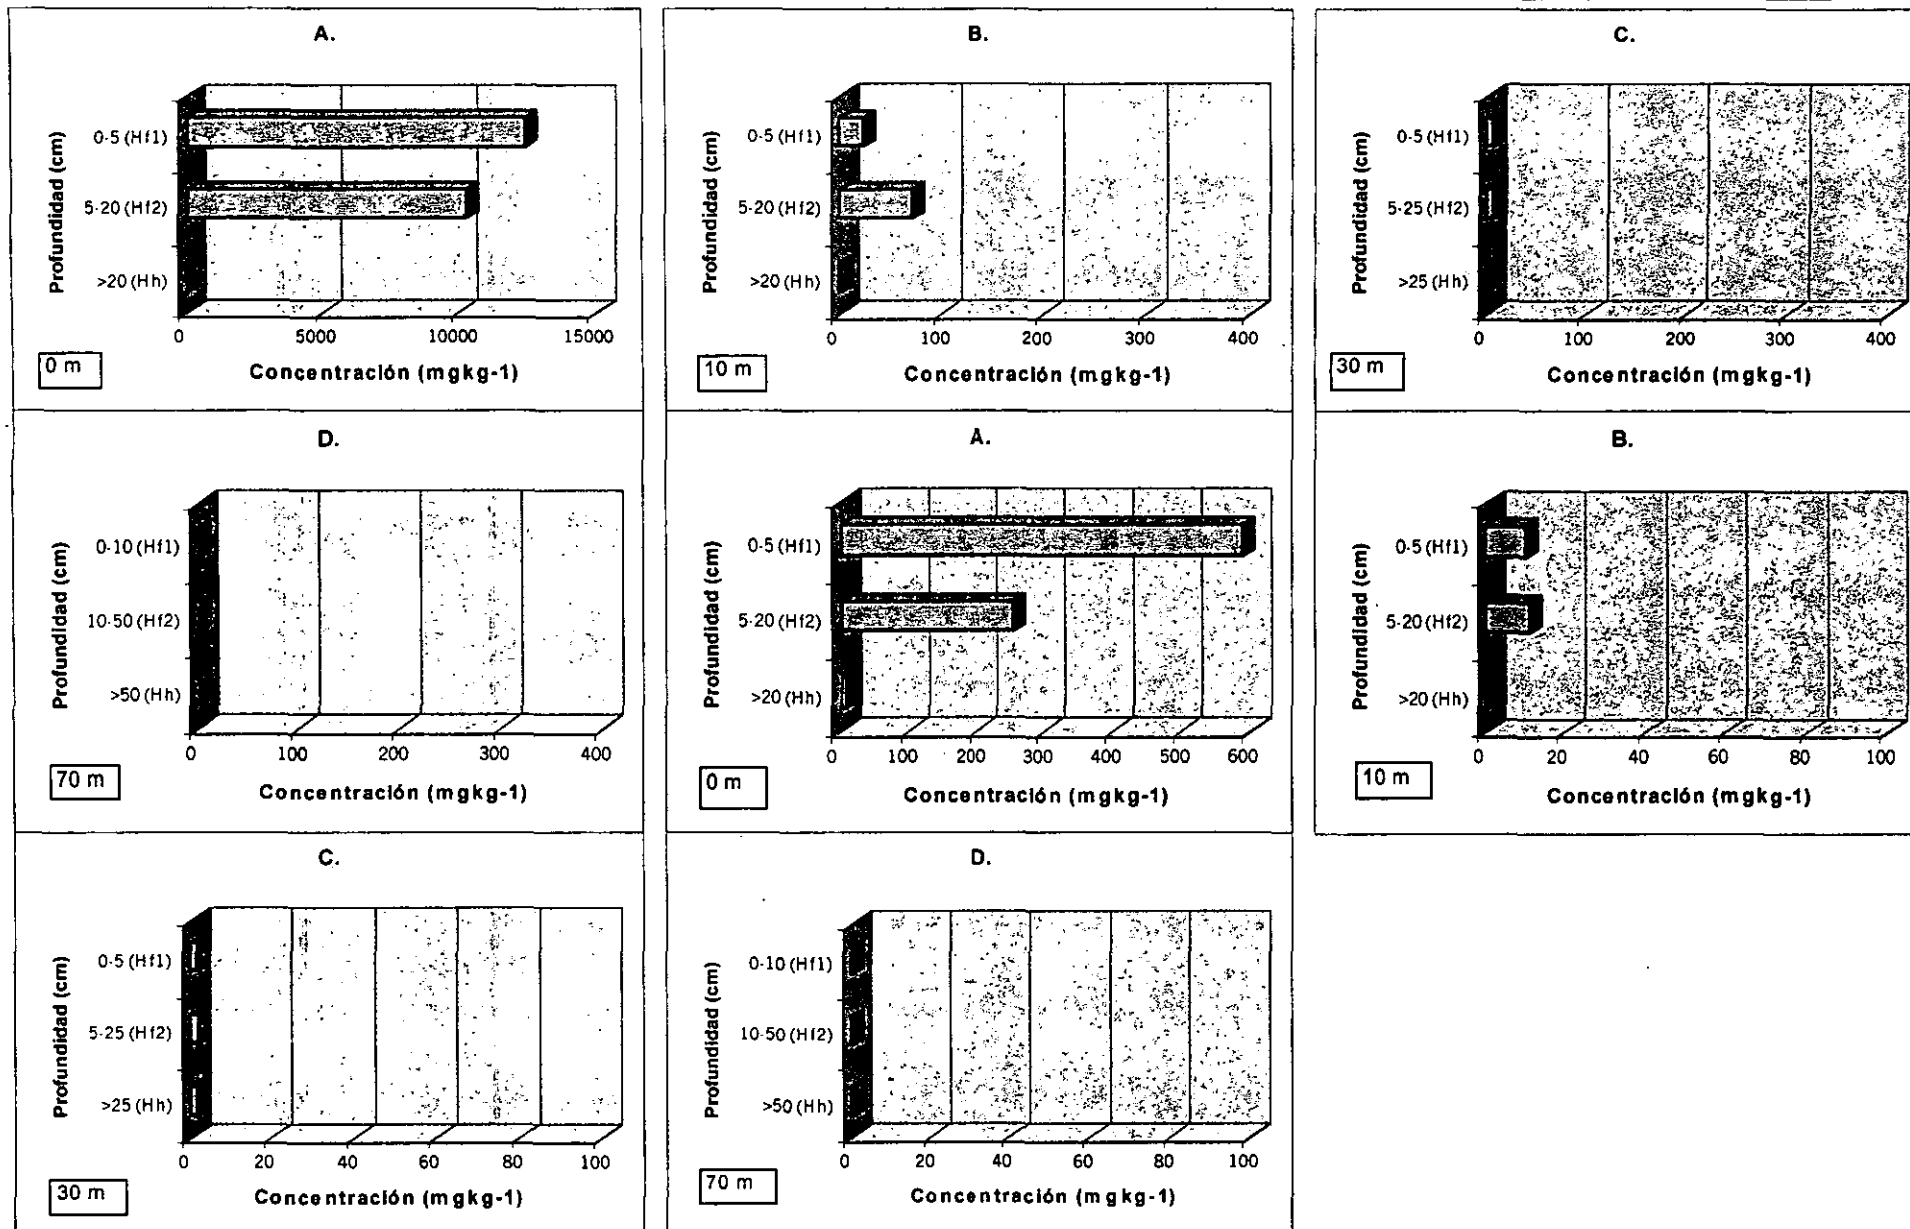 A.
Profundidad (cm)
0-5 (Hf1)
5-20 (Hf2)
>20 (Hh)
0 5000 10000 15000
Concentración (mgkg-1)
0 m
B.
Profundidad (cm)
0-5 (Hf1)
5-20 (Hf2)
>20 (Hh)
0 100 200 300 400
Concentración (mgkg-1)
10 m
C.
Profundidad (cm)
0-5 (Hf1)
5-25 (Hf2)
>25 (Hh)
0 100 200 300 400
Concentración (mgkg-1)
30 m
D.
Profundidad (cm)
0-10 (Hf1)
10-50 (Hf2)
>50 (Hh)
0 100 200 300 400
Concentración (mgkg-1)
70 m
A.
Profundidad (cm)
0-5 (Hf1)
5-20 (Hf2)
>20 (Hh)
0 100 200 300 400 500 600
Concentración (mgkg-1)
0 m
B.
Profundidad (cm)
0-5 (Hf1)
5-20 (Hf2)
>20 (Hh)
0 20 40 60 80 100
Concentración (mgkg-1)
10 m
C.
Profundidad (cm)
0-5 (Hf1)
5-25 (Hf2)
>25 (Hh)
0 20 40 60 80 100
Concentración (mgkg-1)
30 m
D.
Profundidad (cm)
0-10 (Hf1)
10-50 (Hf2)
>50 (Hh)
0 20 40 60 80 100
Concentración (mgkg-1)
70 m